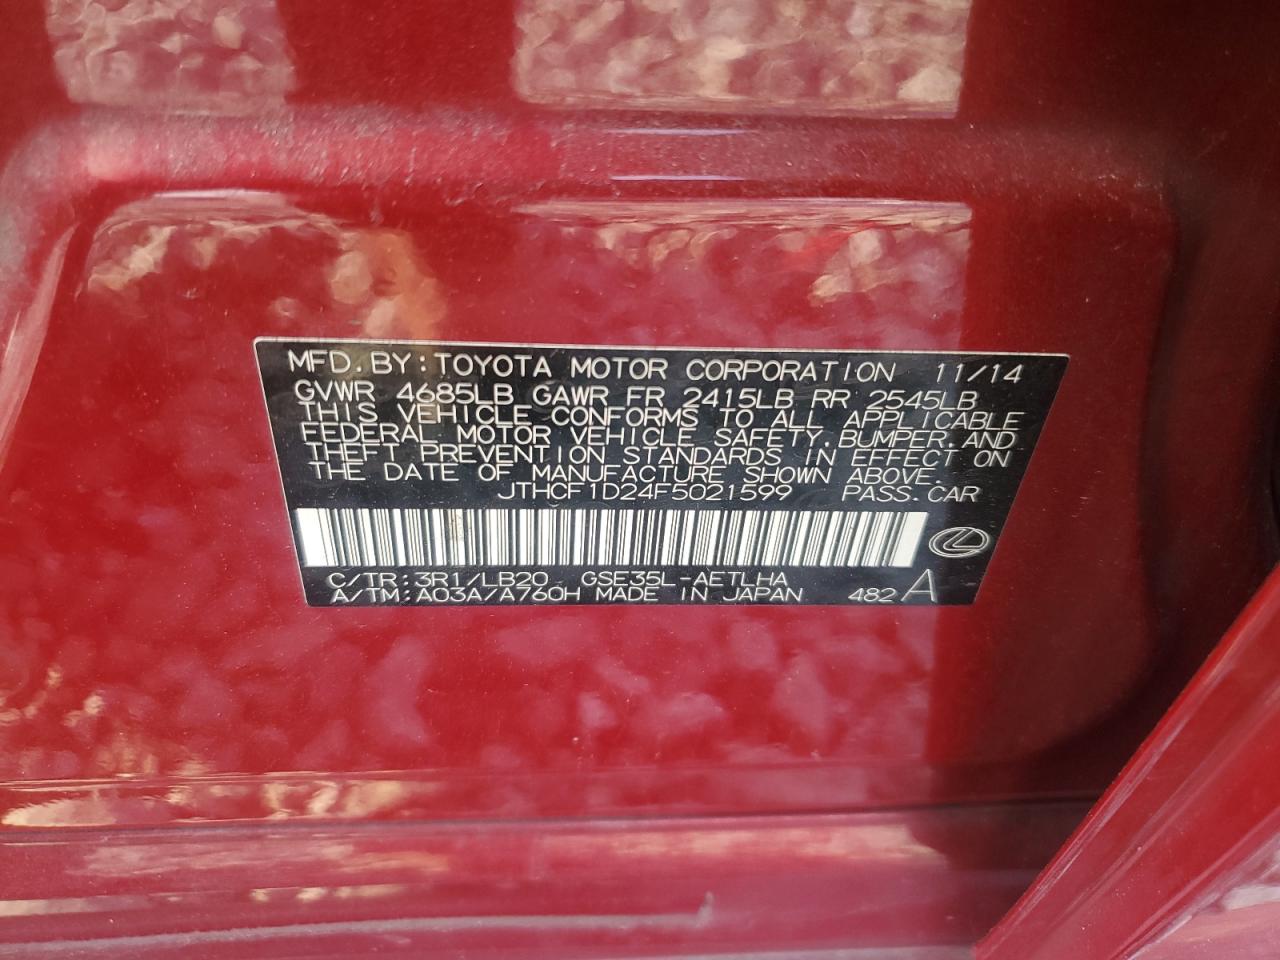 MFD. BY: TOYOTA MOTOR CORPORATION 11/14
GVWR 4685LB GAWR FR 2415LB RR 2545LB
THIS VEHICLE CONFORMS TO ALL APPLICABLE
FEDERAL MOTOR VEHICLE SAFETY, BUMPER, AND
THEFT PREVENTION STANDARDS IN EFFECT ON
THE DATE OF MANUFACTURE SHOWN ABOVE.
JTHCF1D24F5021599 PASS. CAR
C/TR: 3R1/LB20 GSE35L-AETLHA
A/TM: A03A/A760H MADE IN JAPAN 482 A